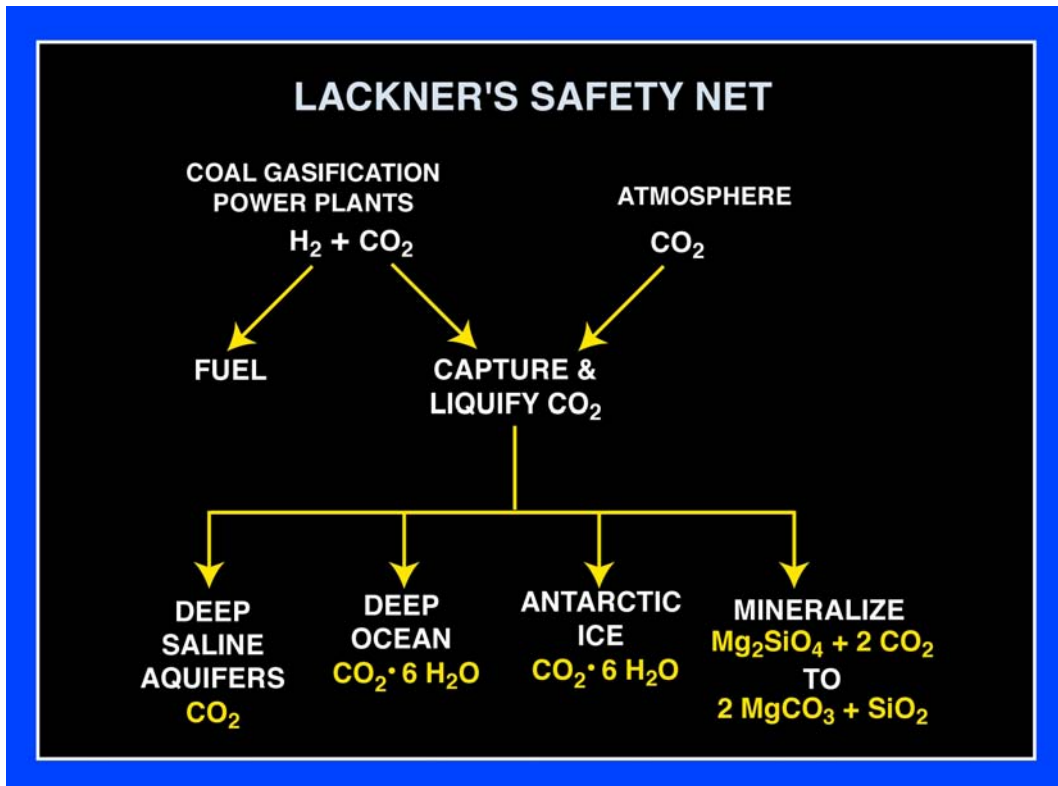 LACKNER'S SAFETY NET
COAL GASIFICATION
POWER PLANTS
H₂ + CO₂
ATMOSPHERE
CO₂
FUEL
CAPTURE &
LIQUIFY CO₂
DEEP
SALINE
AQUIFERS
CO₂
DEEP
OCEAN
CO₂• 6 H₂O
ANTARCTIC
ICE
CO₂• 6 H₂O
MINERALIZE
Mg₂SiO₄ + 2 CO₂
TO
2 MgCO₃ + SiO₂